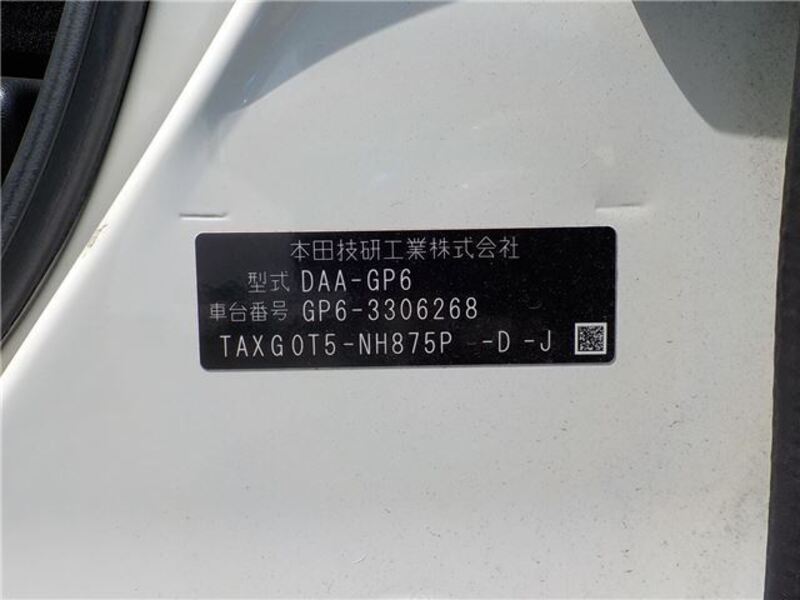 本田技研工業株式会社
型式 DAA-GP6
車台番号 GP6-3306268
TAXG0T5-NH875P -D-J